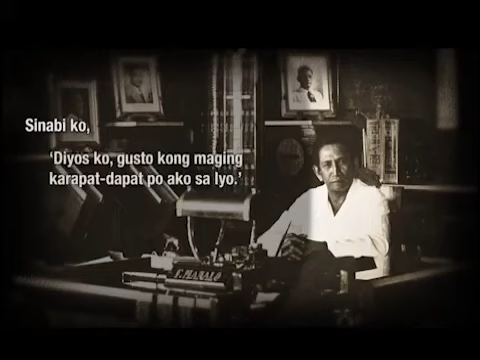 Sinabi ko,
'Diyos ko, gusto kong maging
karapat-dapat po ako sa Iyo.'
F. MANALO